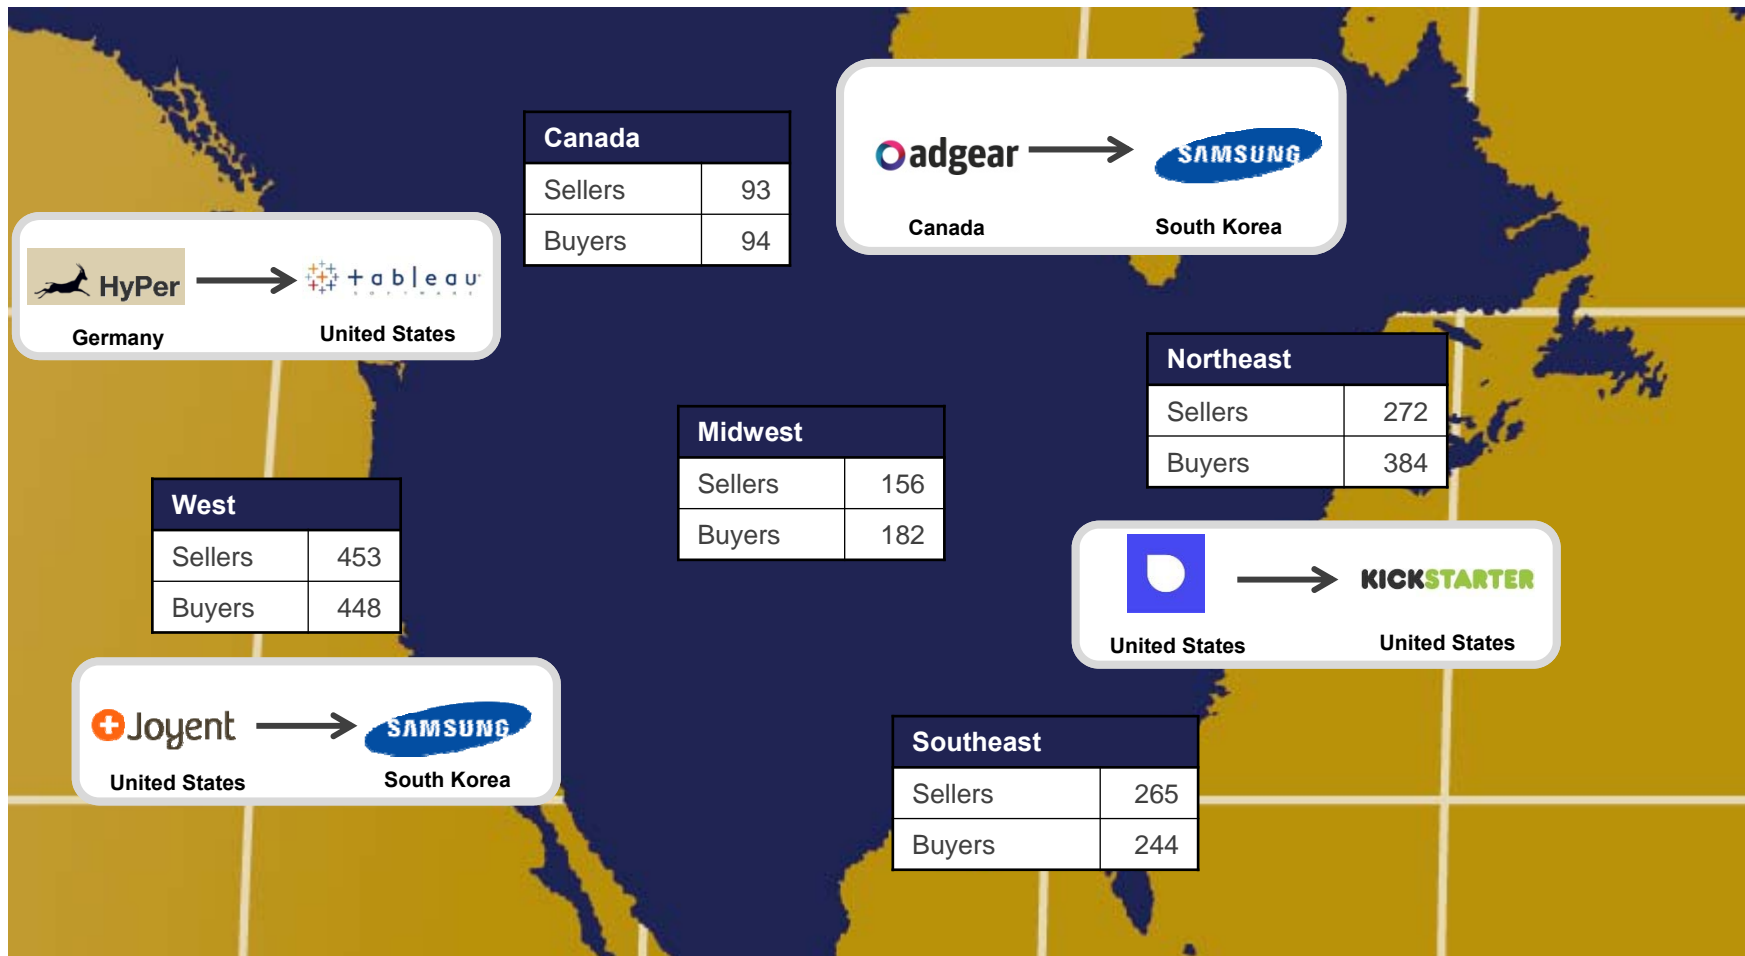 Canada
Sellers 93
Buyers 94
adgear
SAMSUNG
Canada
South Korea
HyPer
+ableau
SOFTWARE
Germany
United States
Northeast
Sellers 272
Buyers 384
Midwest
Sellers 156
Buyers 182
West
Sellers 453
Buyers 448
KICKSTARTER
United States
United States
Joyent
SAMSUNG
United States
South Korea
Southeast
Sellers 265
Buyers 244